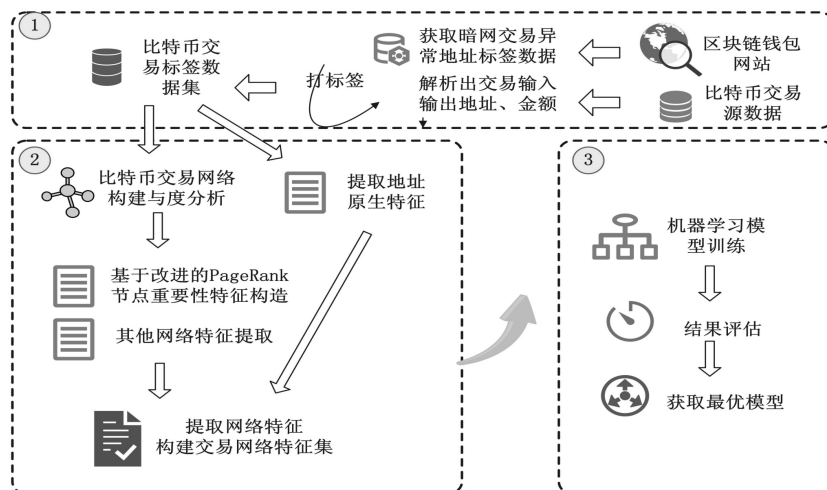 1
比特币交
易标签数
据集
打标签
获取暗网交易异
常地址标签数据
解析出交易输入
输出地址、金额
区块链钱包
网站
比特币交易
源数据
2
比特币交易网络
构建与度分析
提取地址
原生特征
基于改进的PageRank
节点重要性特征构造
其他网络特征提取
提取网络特征
构建交易网络特征集
3
机器学习模
型训练
结果评估
获取最优模型